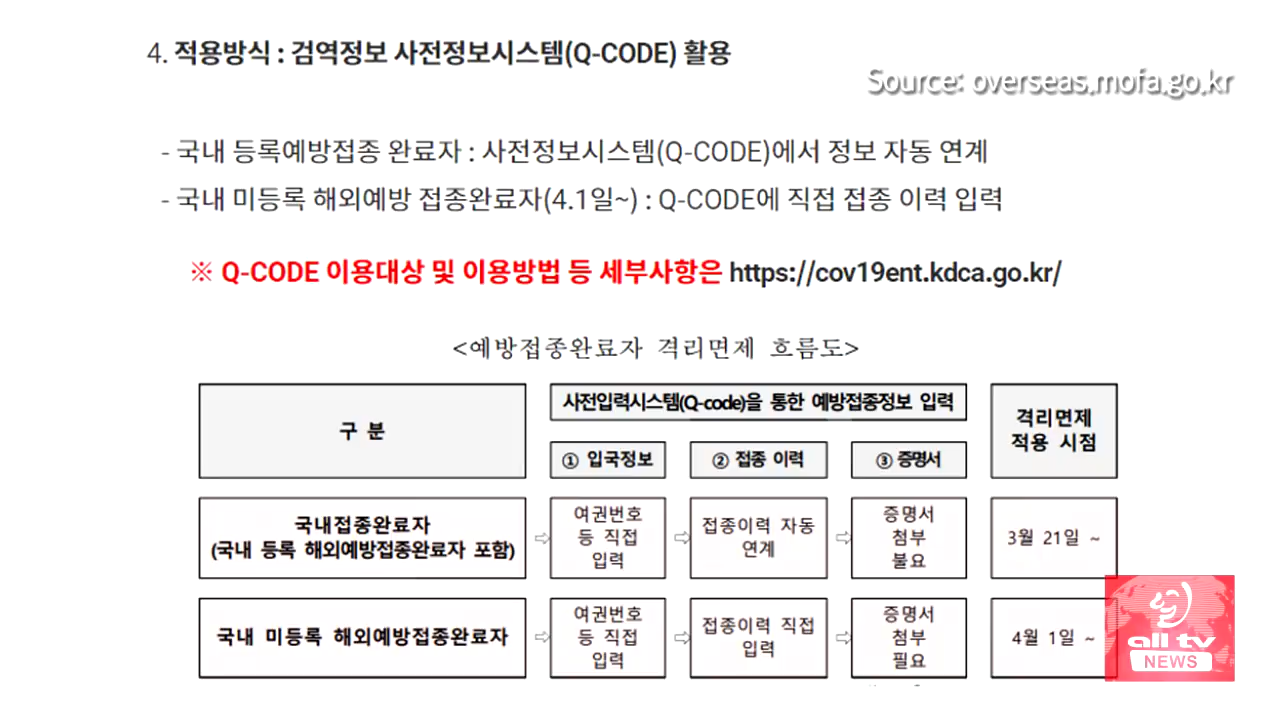 4. 적용방식 : 검역정보 사전정보시스템(Q-CODE) 활용
Source: overseas.mofa.go.kr
- 국내 등록예방접종 완료자 : 사전정보시스템(Q-CODE)에서 정보 자동 연계
- 국내 미등록 해외예방 접종완료자(4.1일~) : Q-CODE에 직접 접종 이력 입력
※ Q-CODE 이용대상 및 이용방법 등 세부사항은 https://cov19ent.kdca.go.kr/
<예방접종완료자 격리면제 흐름도>
구 분
사전입력시스템(Q-code)을 통한 예방접종정보 입력
① 입국정보
② 접종 이력
③ 증명서
격리면제
적용 시점
국내접종완료자
(국내 등록 해외예방접종완료자 포함)
⇨
여권번호
등 직접
입력
⇨
접종이력 자동
연계
⇨
증명서
첨부
불요
3월 21일 ~
국내 미등록 해외예방접종완료자
⇨
여권번호
등 직접
입력
⇨
접종이력 직접
입력
⇨
증명서
첨부
필요
4월 1일 ~
all tv
NEWS